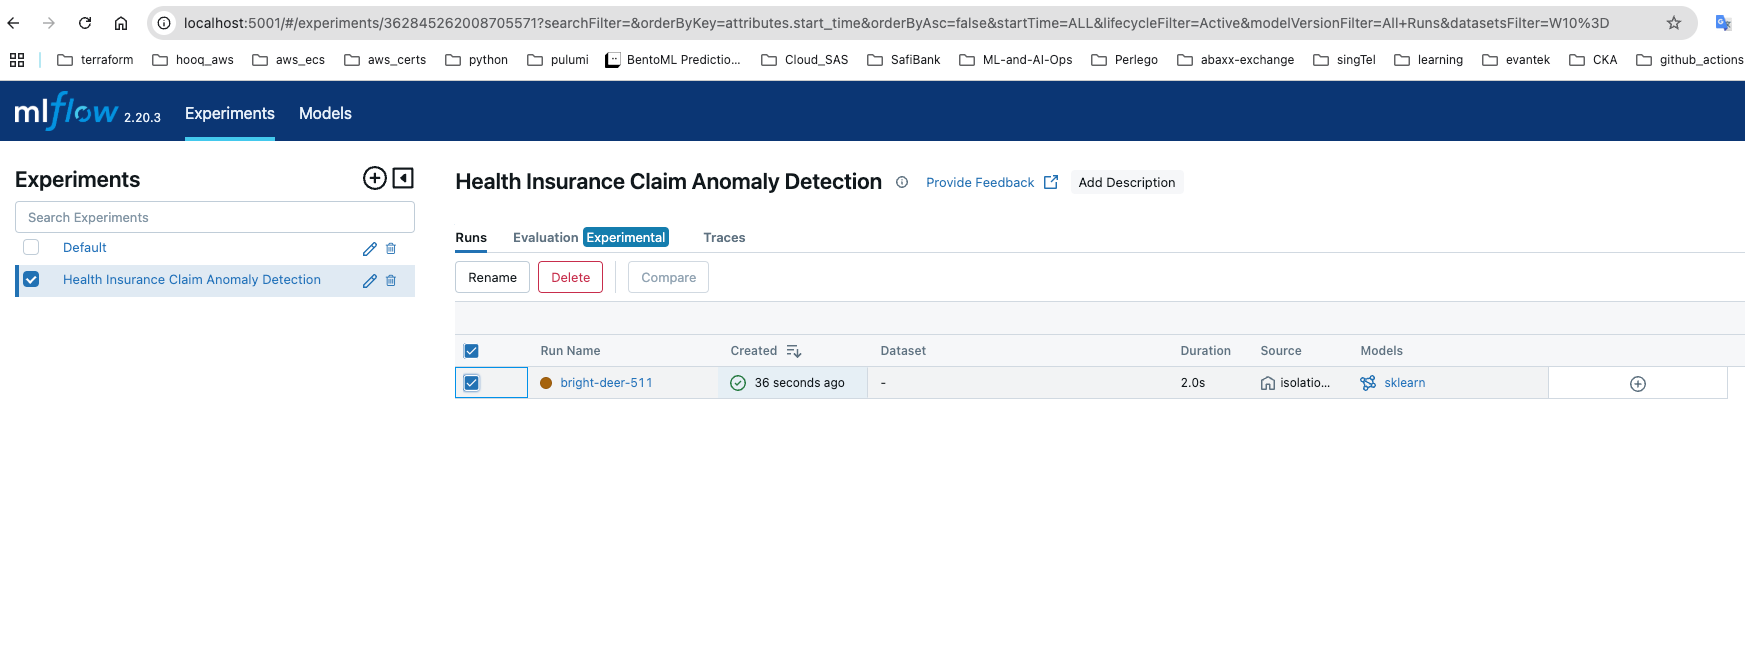 localhost:5001/#/experiments/362845262008705571?searchFilter=&orderByKey=attributes.start_time&orderByAsc=false&startTime=ALL&lifecycleFilter=Active&modelVersionFilter=All+Runs&datasetsFilter=W10%3D
terraform hooq_aws aws_ecs aws_certs python pulumi BentoML Predictio... Cloud_SAS SafiBank ML-and-AI-Ops Perlego abaxx-exchange singTel learning evantek CKA github_actions
mlflow 2.20.3 Experiments Models
Experiments
Search Experiments
Default
Health Insurance Claim Anomaly Detection
Health Insurance Claim Anomaly Detection Provide Feedback Add Description
Runs Evaluation Experimental Traces
Rename Delete Compare
Run Name Created Dataset Duration Source Models
bright-deer-511 36 seconds ago - 2.0s isolatio... sklearn